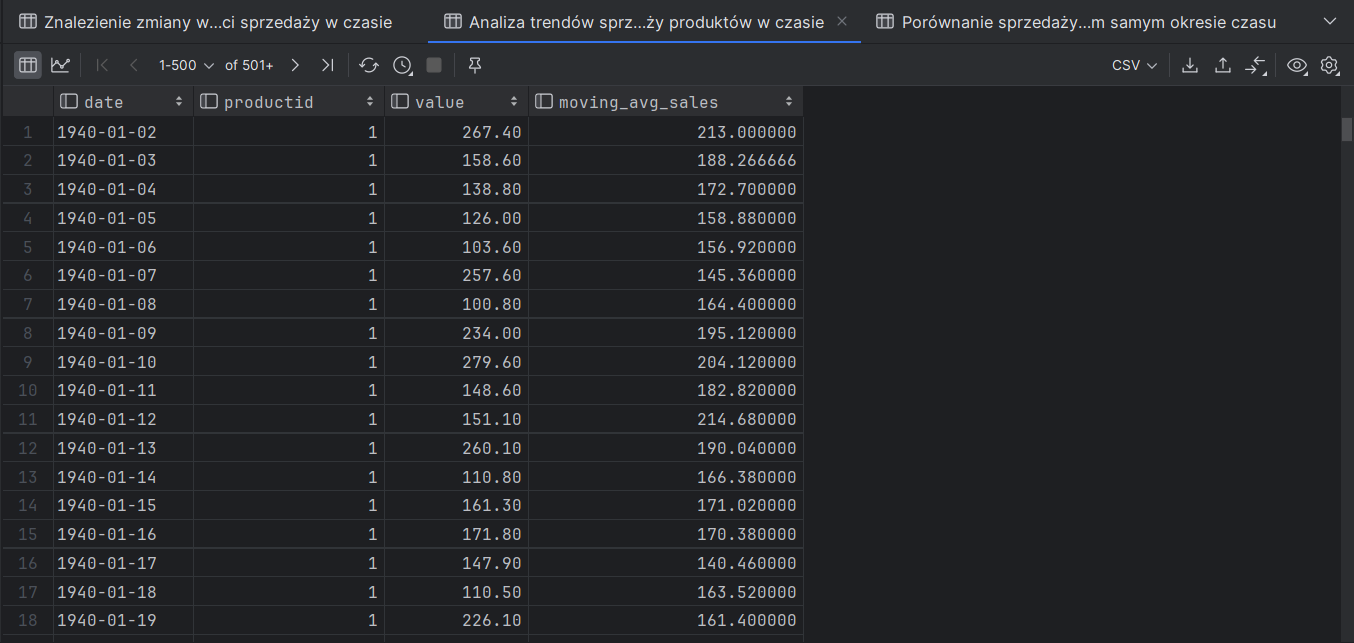 Znalezienie zmiany w...ci sprzedaży w czasie Analiza trendów sprz...ży produktów w czasie Porównanie sprzedaży...m samym okresie czasu
1-500 of 501+ CSV
date productid value moving_avg_sales
1 1940-01-02 1 267.40 213.000000
2 1940-01-03 1 158.60 188.266666
3 1940-01-04 1 138.80 172.700000
4 1940-01-05 1 126.00 158.880000
5 1940-01-06 1 103.60 156.920000
6 1940-01-07 1 257.60 145.360000
7 1940-01-08 1 100.80 164.400000
8 1940-01-09 1 234.00 195.120000
9 1940-01-10 1 279.60 204.120000
10 1940-01-11 1 148.60 182.820000
11 1940-01-12 1 151.10 214.680000
12 1940-01-13 1 260.10 190.040000
13 1940-01-14 1 110.80 166.380000
14 1940-01-15 1 161.30 171.020000
15 1940-01-16 1 171.80 170.380000
16 1940-01-17 1 147.90 140.460000
17 1940-01-18 1 110.50 163.520000
18 1940-01-19 1 226.10 161.400000